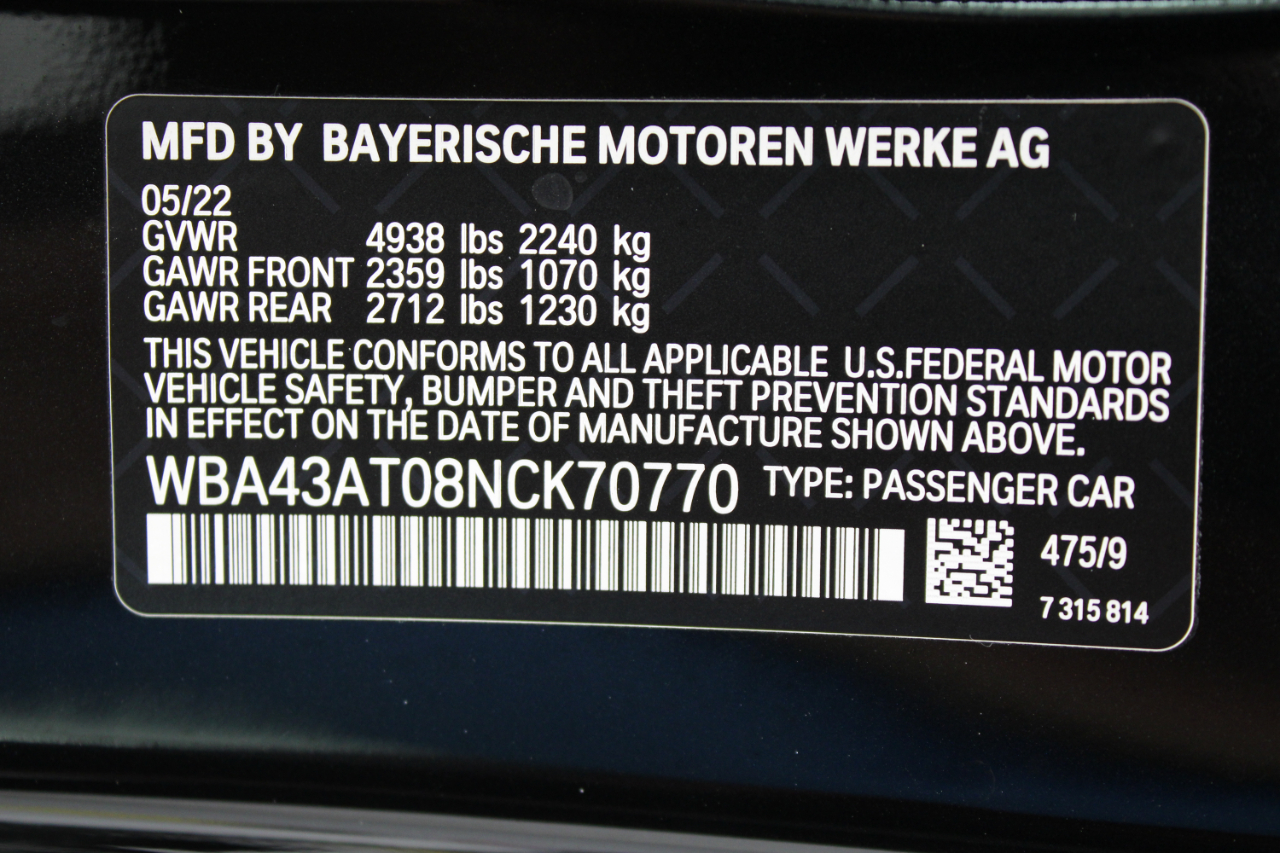 MFD BY BAYERISCHE MOTOREN WERKE AG
05/22
GVWR 4938 lbs 2240 kg
GAWR FRONT 2359 lbs 1070 kg
GAWR REAR 2712 lbs 1230 kg
THIS VEHICLE CONFORMS TO ALL APPLICABLE U.S.FEDERAL MOTOR
VEHICLE SAFETY, BUMPER AND THEFT PREVENTION STANDARDS
IN EFFECT ON THE DATE OF MANUFACTURE SHOWN ABOVE.
WBA43AT08NCK70770 TYPE: PASSENGER CAR
475/9
7 315 814